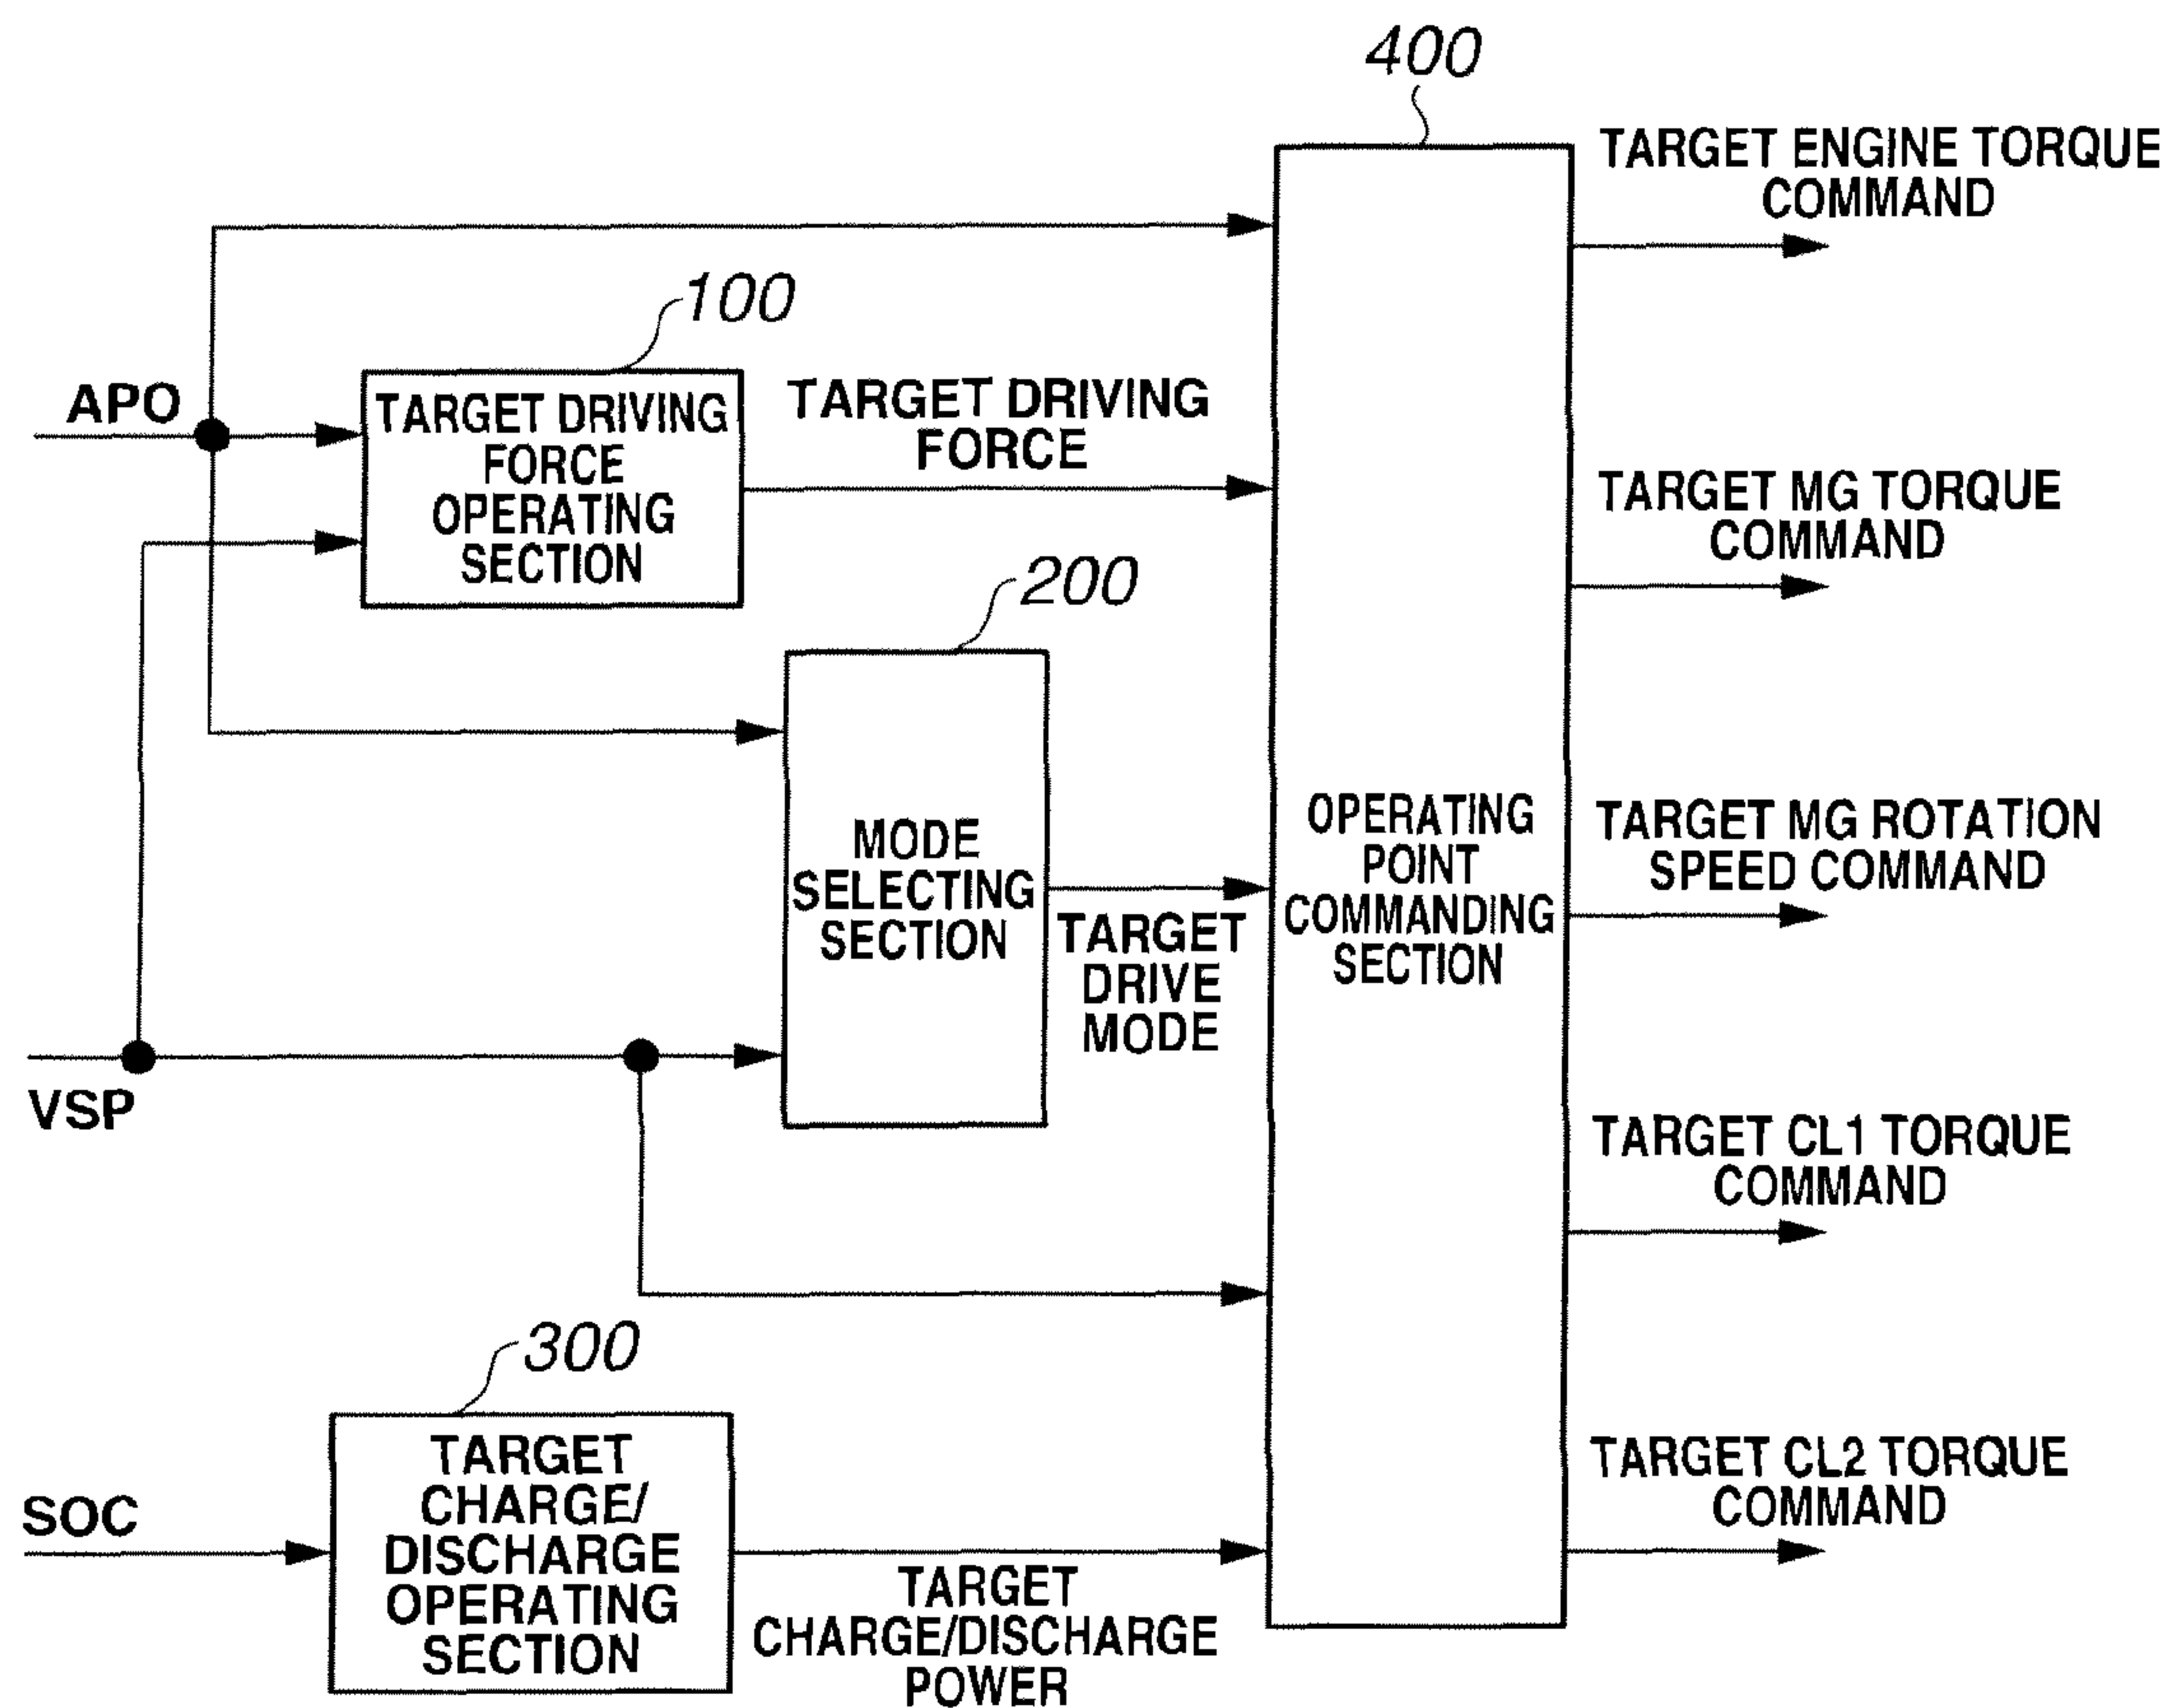 400
TARGET ENGINE TORQUE
COMMAND
100
APO
TARGET DRIVING
FORCE
OPERATING
SECTION
TARGET DRIVING
FORCE
TARGET MG TORQUE
COMMAND
200
MODE
SELECTING
SECTION
TARGET
DRIVE
MODE
OPERATING
POINT
COMMANDING
SECTION
TARGET MG ROTATION
SPEED COMMAND
VSP
TARGET CL1 TORQUE
COMMAND
300
SOC
TARGET
CHARGE/
DISCHARGE
OPERATING
SECTION
TARGET
CHARGE/DISCHARGE
POWER
TARGET CL2 TORQUE
COMMAND